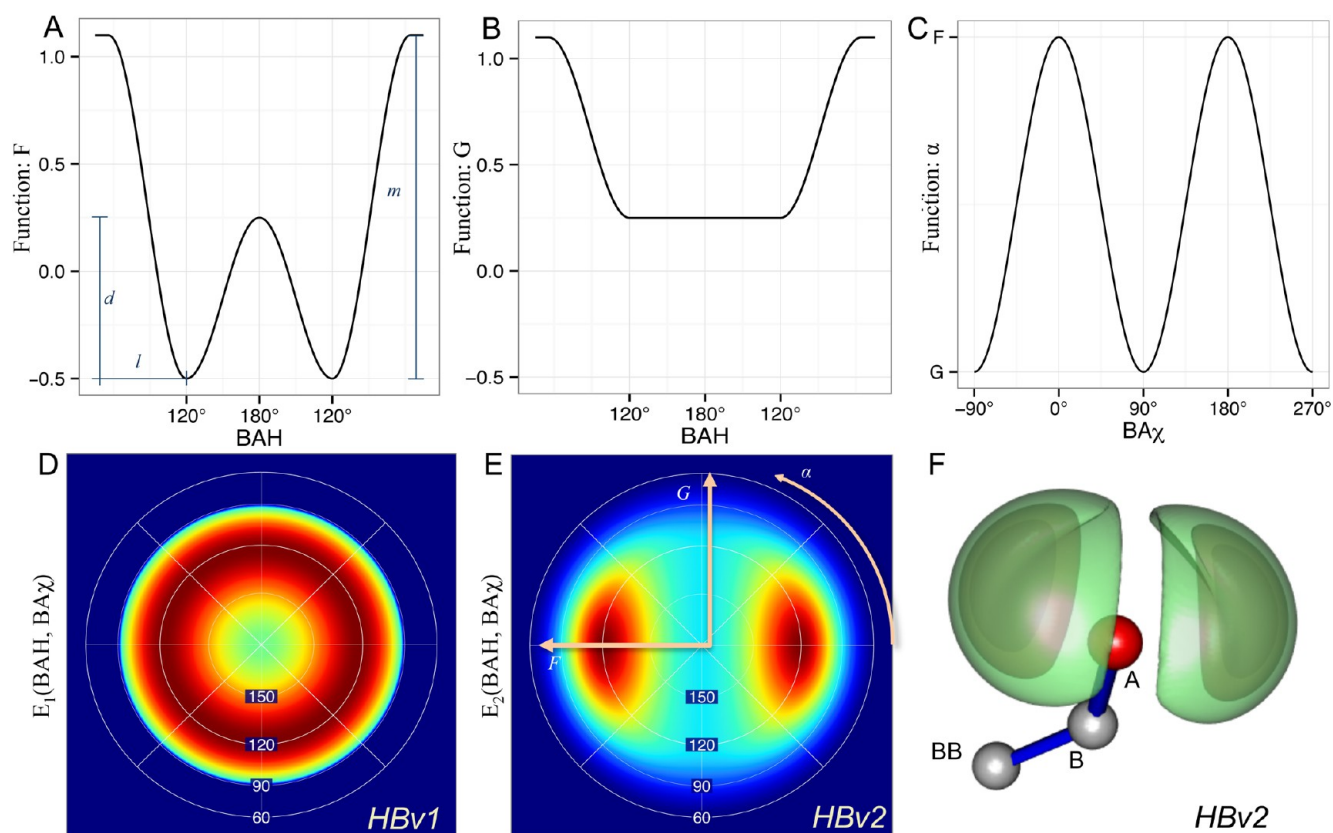 A
Function: F
1.0
0.5
0.0
−0.5
d
l
m
120°
180°
120°
BAH
B
Function: G
1.0
0.5
0.0
−0.5
120°
180°
120°
BAH
C
Function: α
F
G
−90°
0°
90°
180°
270°
BAχ
D
E₁(BAH, BAχ)
150
120
90
60
HBv1
E
E₂(BAH, BAχ)
G
α
F
150
120
90
60
HBv2
F
A
BB
B
HBv2